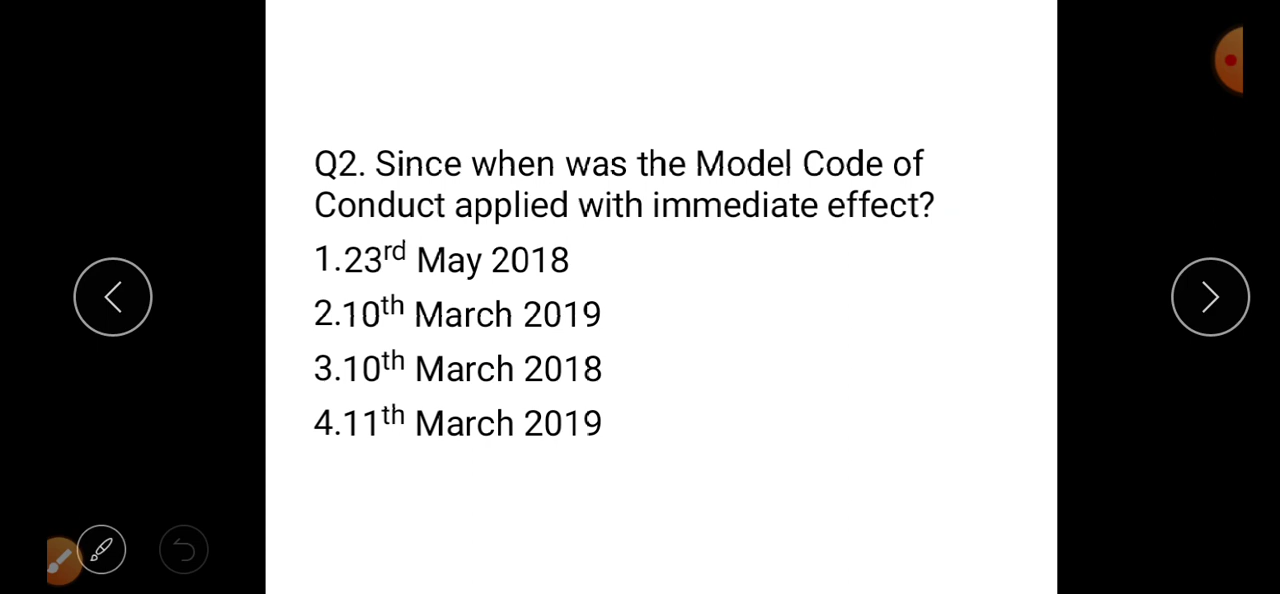 Q2. Since when was the Model Code of
Conduct applied with immediate effect?
1.23rd May 2018
2.10th March 2019
3.10th March 2018
4.11th March 2019